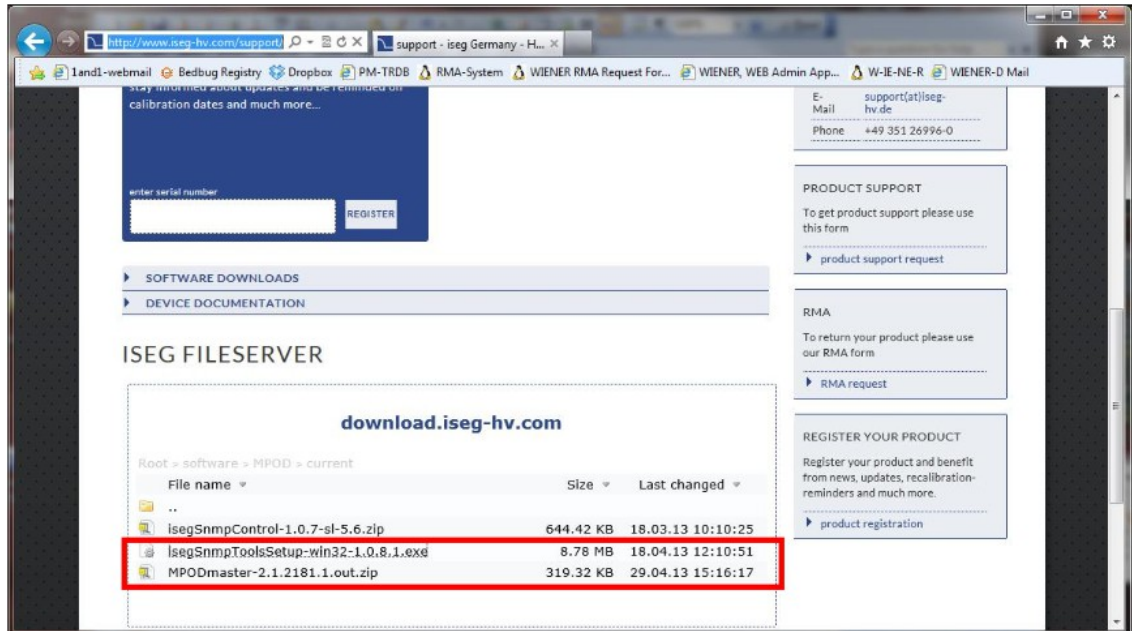 http://www.iseg-hv.com/support/
support - iseg Germany - H...
1and1-webmail
Bedbug Registry
Dropbox
PM-TRDB
RMA-System
WIENER RMA Request For...
WIENER, WEB Admin App...
W-IE-NE-R
WIENER-D Mail
stay informed about updates and be reminded on
calibration dates and much more...
enter serial number
REGISTER
SOFTWARE DOWNLOADS
DEVICE DOCUMENTATION
ISEG FILESERVER
download.iseg-hv.com
Root » software » MPOD » current
File name Size Last changed
..
isegSnmpControl-1.0.7-sl-5.6.zip 644.42 KB 18.03.13 10:10:25
isegSnmpToolsSetup-win32-1.0.8.1.exe 8.78 MB 18.04.13 12:10:51
MPODmaster-2.1.2181.1.out.zip 319.32 KB 29.04.13 15:16:17
E-Mail support(at)iseg-hv.de
Phone +49 351 26996-0
PRODUCT SUPPORT
To get product support please use
this form
product support request
RMA
To return your product please use
our RMA form
RMA request
REGISTER YOUR PRODUCT
Register your product and benefit
from news, updates, recalibration-
reminders and much more.
product registration